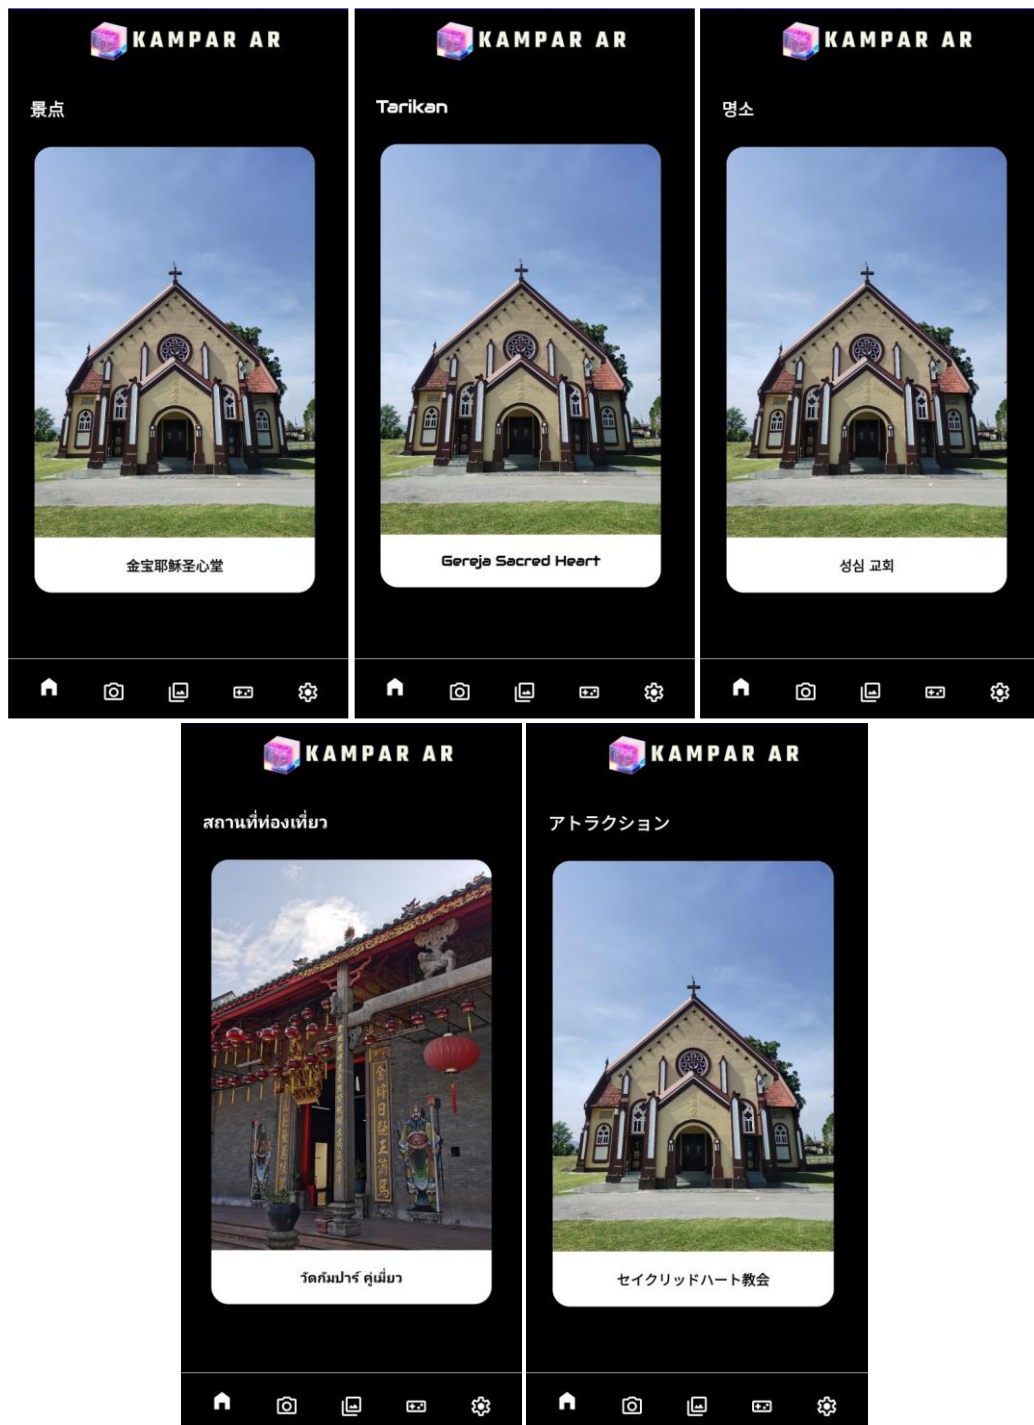 KAMPAR AR
景点
金宝耶稣圣心堂
KAMPAR AR
Tarikan
Gereja Sacred Heart
KAMPAR AR
명소
성심 교회
KAMPAR AR
สถานที่ท่องเที่ยว
วัดกัมปาร์ คู่เมี่ยว
KAMPAR AR
アトラクション
セイクリッドハート教会